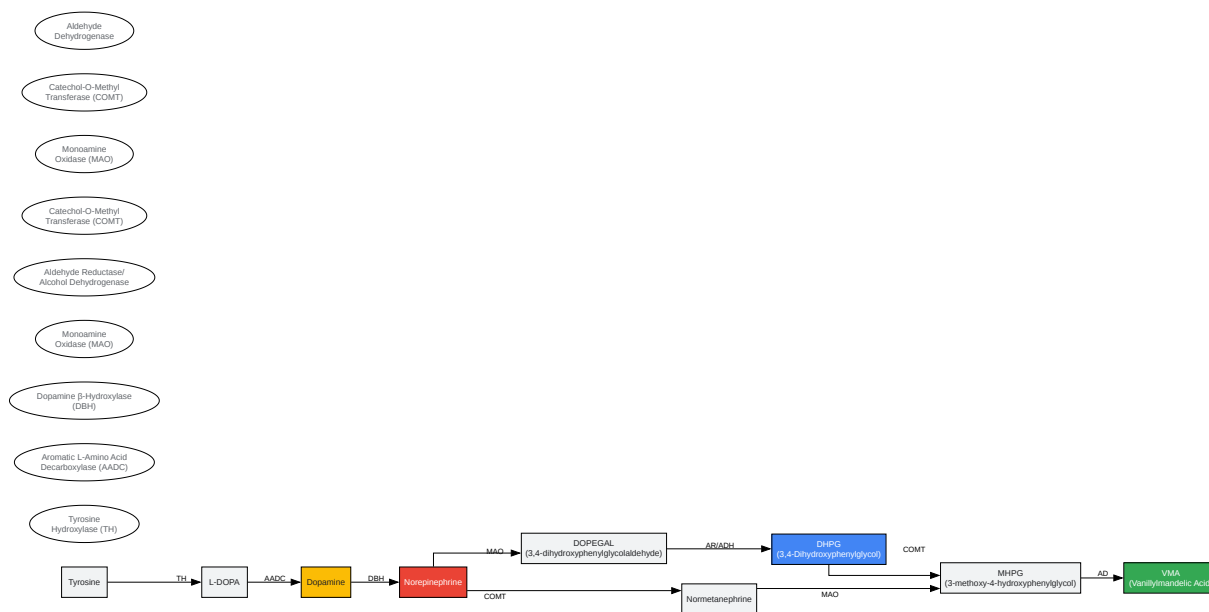 Aldehyde
Dehydrogenase
Catechol-O-Methyl
Transferase (COMT)
Monoamine
Oxidase (MAO)
Catechol-O-Methyl
Transferase (COMT)
Aldehyde Reductase/
Alcohol Dehydrogenase
Monoamine
Oxidase (MAO)
Dopamine β-Hydroxylase
(DBH)
Aromatic L-Amino Acid
Decarboxylase (AADC)
Tyrosine
Hydroxylase (TH)
Tyrosine
TH
L-DOPA
AADC
Dopamine
DBH
Norepinephrine
MAO
DOPEGAL
(3,4-dihydroxyphenylglycolaldehyde)
AR/ADH
DHPG
(3,4-Dihydroxyphenylglycol)
COMT
COMT
Normetanephrine
MAO
MHPG
(3-methoxy-4-hydroxyphenylglycol)
AD
VMA
(Vanillylmandelic Acid